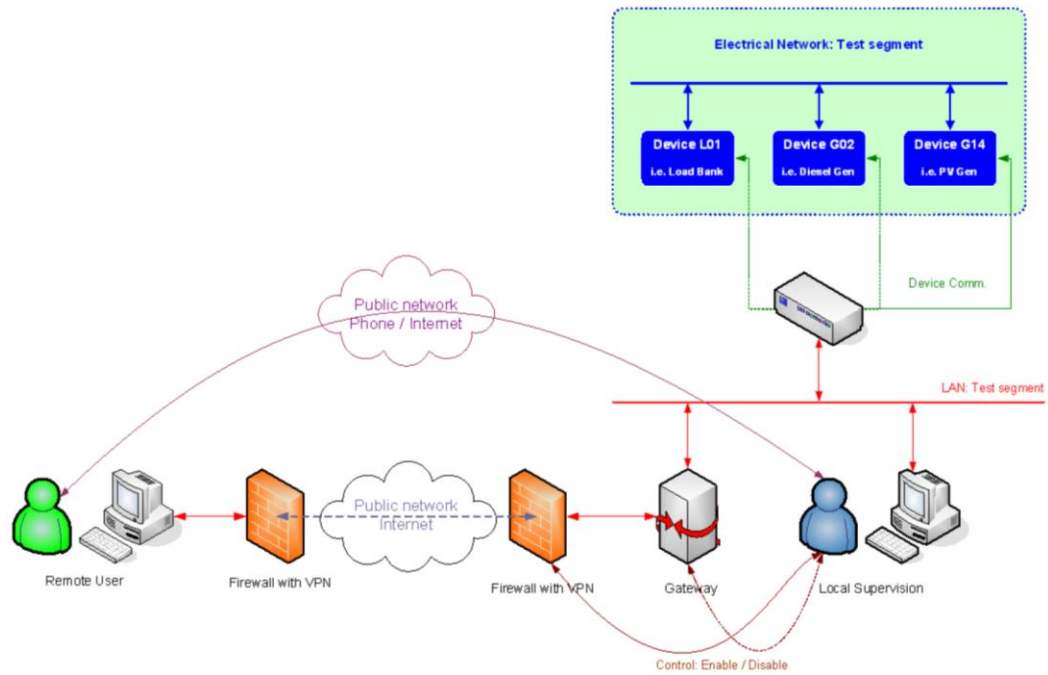 Electrical Network: Test segment
Device L01
i.e. Load Bank
Device G02
i.e. Diesel Gen
Device G14
i.e. PV Gen
Device Comm.
Public network
Phone / Internet
LAN: Test segment
Public network
Internet
Remote User
Firewall with VPN
Firewall with VPN
Gateway
Local Supervision
Control: Enable / Disable